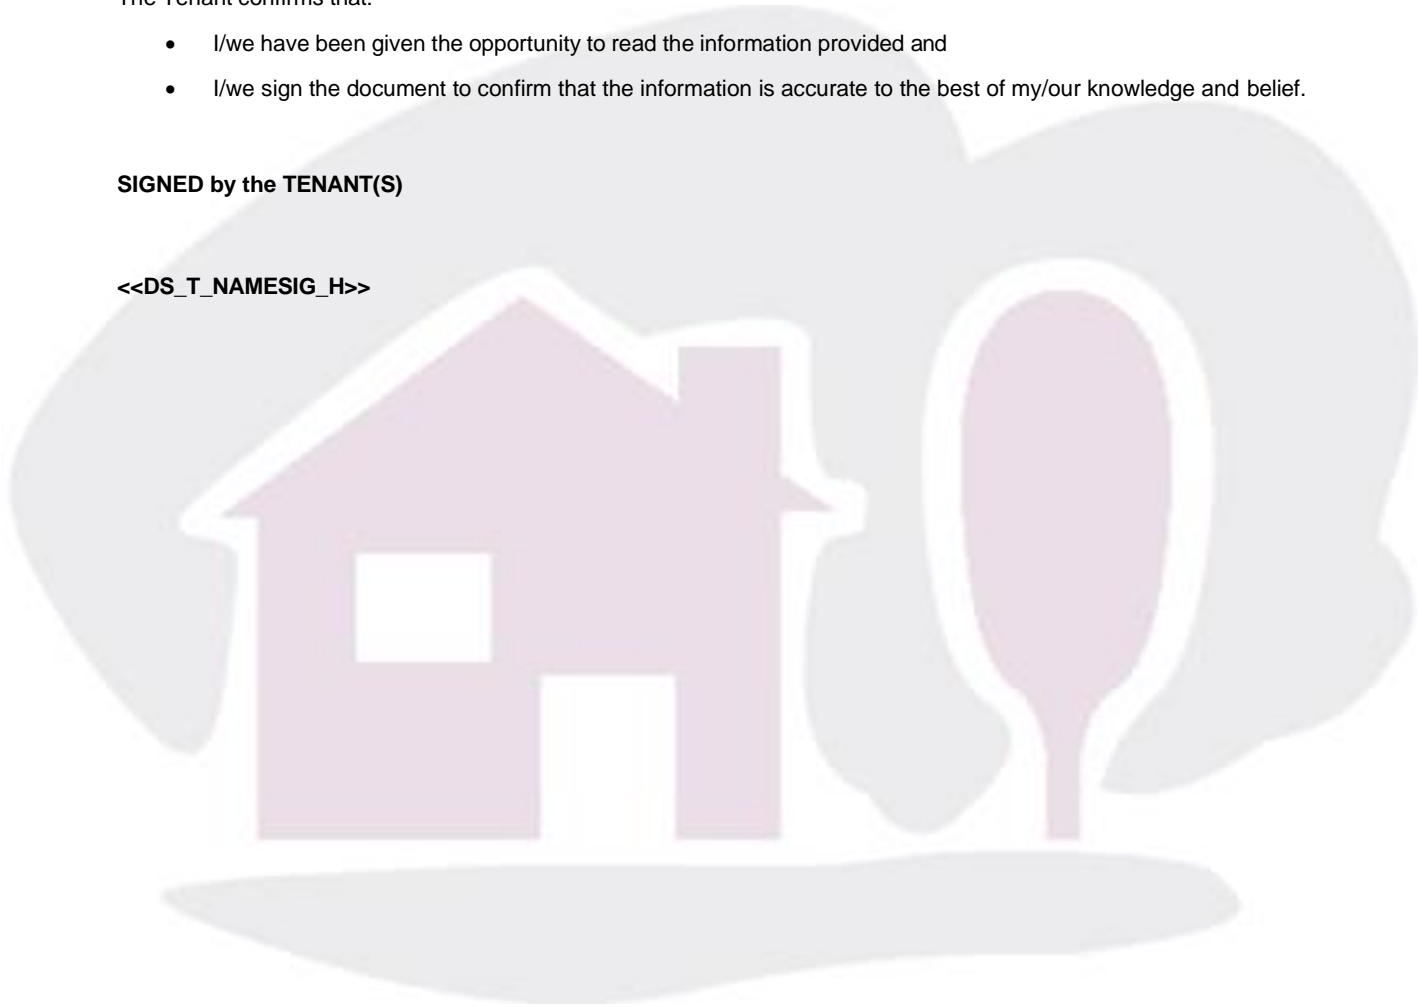 The Tenant confirms that:
• I/we have been given the opportunity to read the information provided and
• I/we sign the document to confirm that the information is accurate to the best of my/our knowledge and belief.
SIGNED by the TENANT(S)
<<DS_T_NAMESIG_H>>